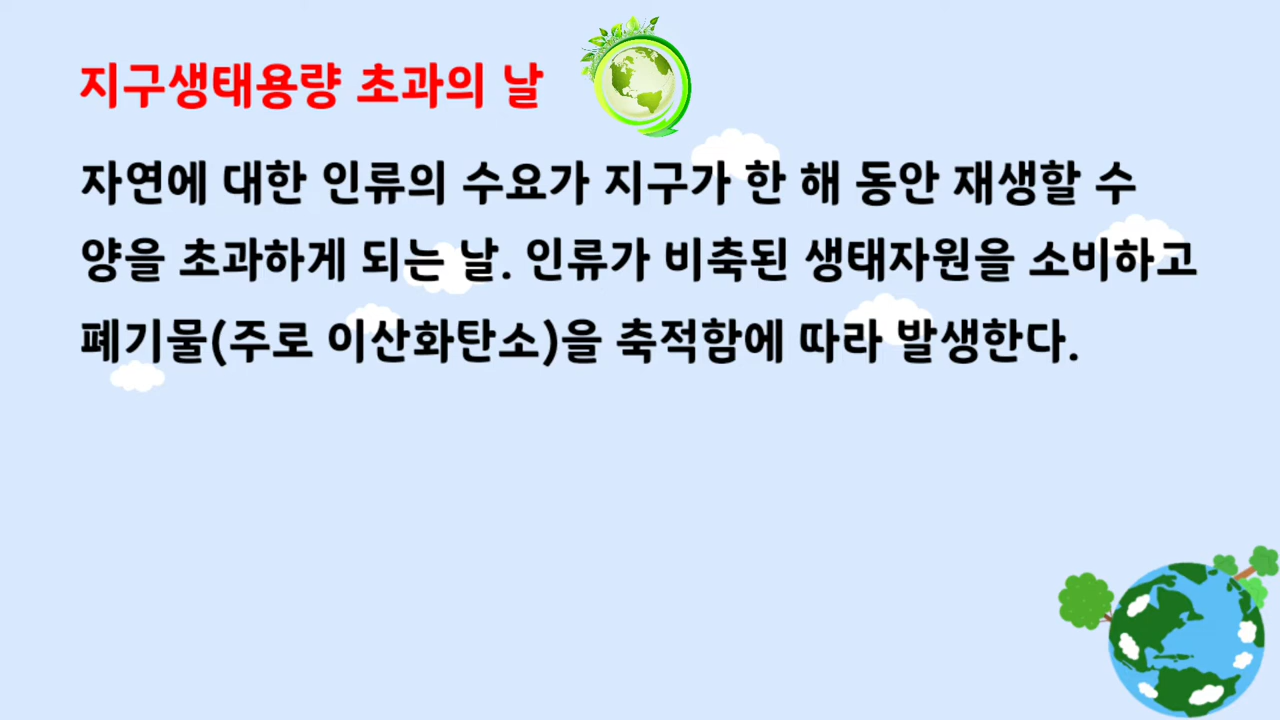 지구생태용량 초과의 날
자연에 대한 인류의 수요가 지구가 한 해 동안 재생할 수
양을 초과하게 되는 날. 인류가 비축된 생태자원을 소비하고
폐기물(주로 이산화탄소)을 축적함에 따라 발생한다.